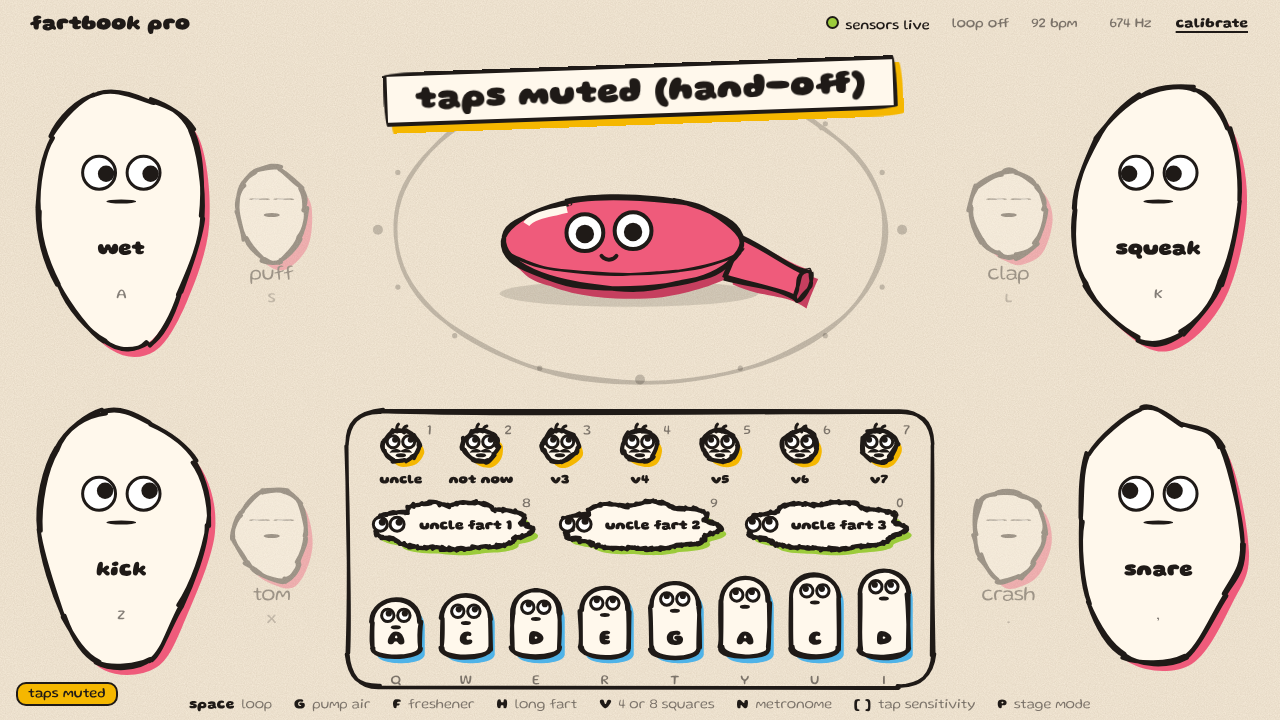 fartbook pro
sensors live loop off 92 bpm 674 Hz calibrate
taps muted (hand-off)
wet
A
puff
S
clap
L
squeak
K
1 2 3 4 5 6 7
uncle not now v3 v4 v5 v6 v7
8 9 0
uncle fart 1 uncle fart 2 uncle fart 3
kick
Z
tom
X
crash
.
snare
,
A C D E G A C D
Q W E R T Y U I
taps muted
space loop G pump air F freshener H long fart V 4 or 8 squares N metronome [ ] tap sensitivity P stage mode